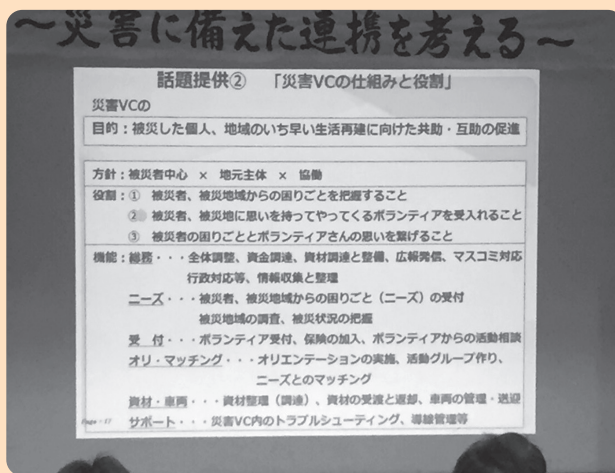 〜災害に備えた連携を考える〜
話題提供② 「災害VCの仕組みと役割」
災害VCの
目的：被災した個人、地域のいち早い生活再建に向けた共助・互助の促進
方針：被災者中心 × 地元主体 × 協働
役割：① 被災者、被災地域からの困りごとを把握すること
② 被災者、被災地に思いを持ってやってくるボランティアを受入れること
③ 被災者の困りごととボランティアさんの思いを繋げること
機能：総務・・・全体調整、資金調達、資材調達と整備、広報発信、マスコミ対応
行政対応等、情報収集と整理
ニーズ・・・被災者、被災地域からの困りごと（ニーズ）の受付
被災地域の調査、被災状況の把握
受 付・・・ボランティア受付、保険の加入、ボランティアからの活動相談
オリ・マッチング・・・オリエンテーションの実施、活動グループ作り、
ニーズとのマッチング
資材・車両・・・資材整理（調達）、資材の受渡と返却、車両の管理・送迎
サポート・・・災害VC内のトラブルシューティング、導線管理等
Page - 17